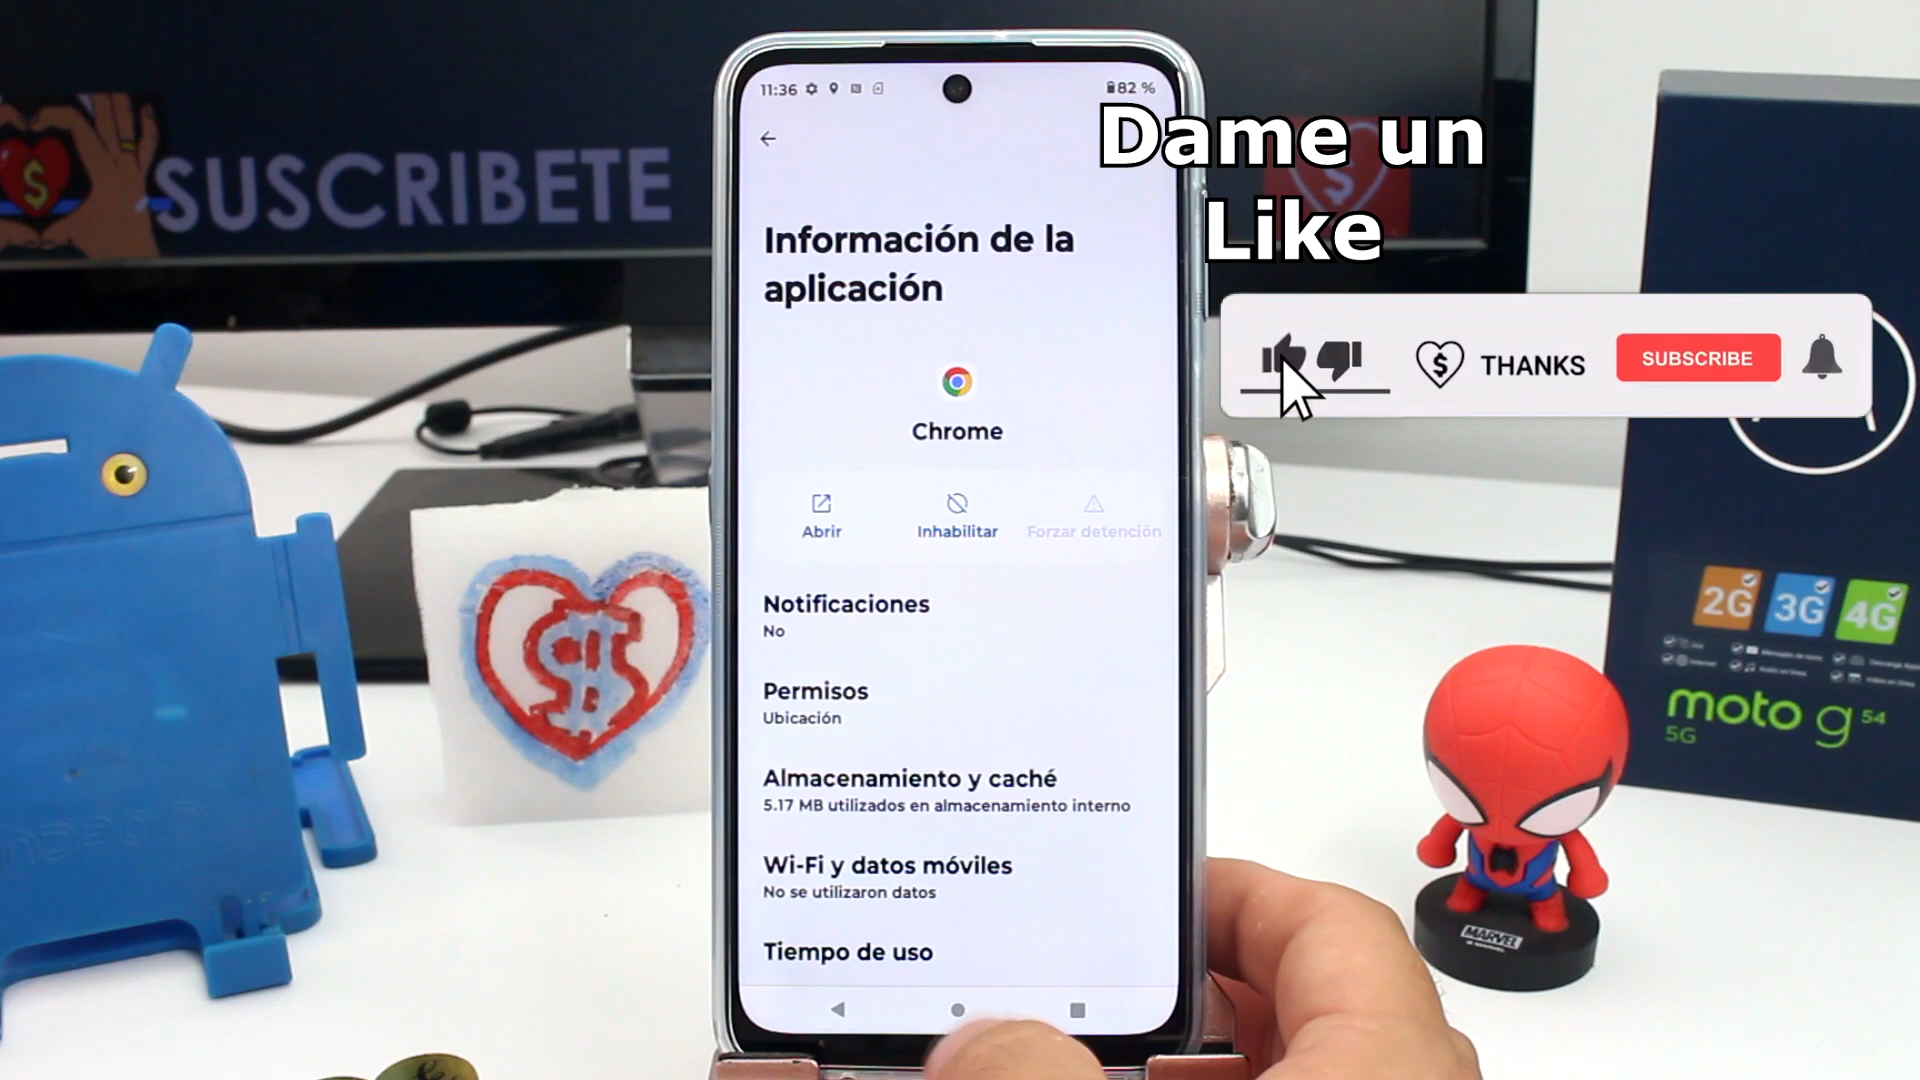 SUSCRIBETE
11:36
82 %
Información de la
aplicación
Chrome
Abrir
Inhabilitar
Forzar detención
Notificaciones
No
Permisos
Ubicación
Almacenamiento y caché
5.17 MB utilizados en almacenamiento interno
Wi-Fi y datos móviles
No se utilizaron datos
Tiempo de uso
Dame un
Like
THANKS
SUBSCRIBE
2G
3G
4G
moto g 54
5G
MARVEL